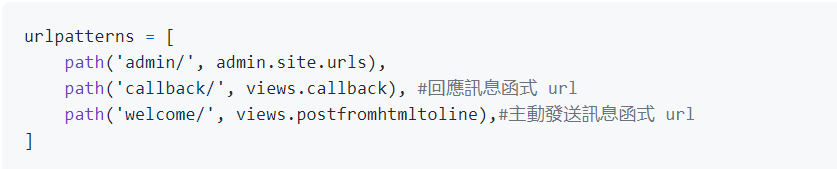 urlpatterns = [
    path('admin/', admin.site.urls),
    path('callback/', views.callback), #回應訊息函式 url
    path('welcome/', views.postfromhtmltoline),#主動發送訊息函式 url
]